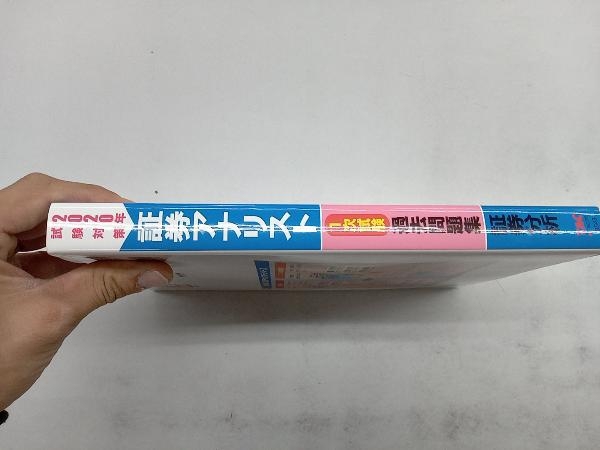 2020年
試験対策
証券アナリスト
1次試験
過去問題集
証券分析